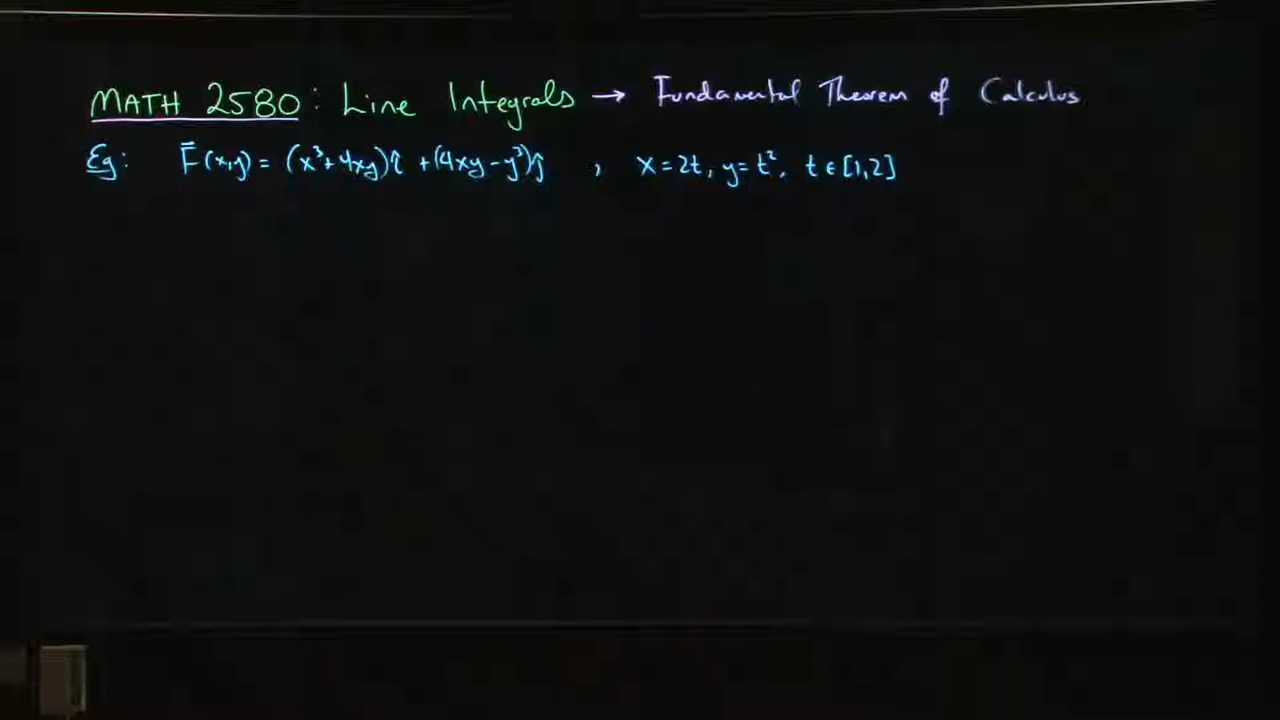 MATH 2580: Line Integrals → Fundamental Theorem of Calculus
Eg: F⃗(x,y) = (x³+4xy)î + (4xy-y³)ĵ , x=2t, y=t², t∈[1,2]